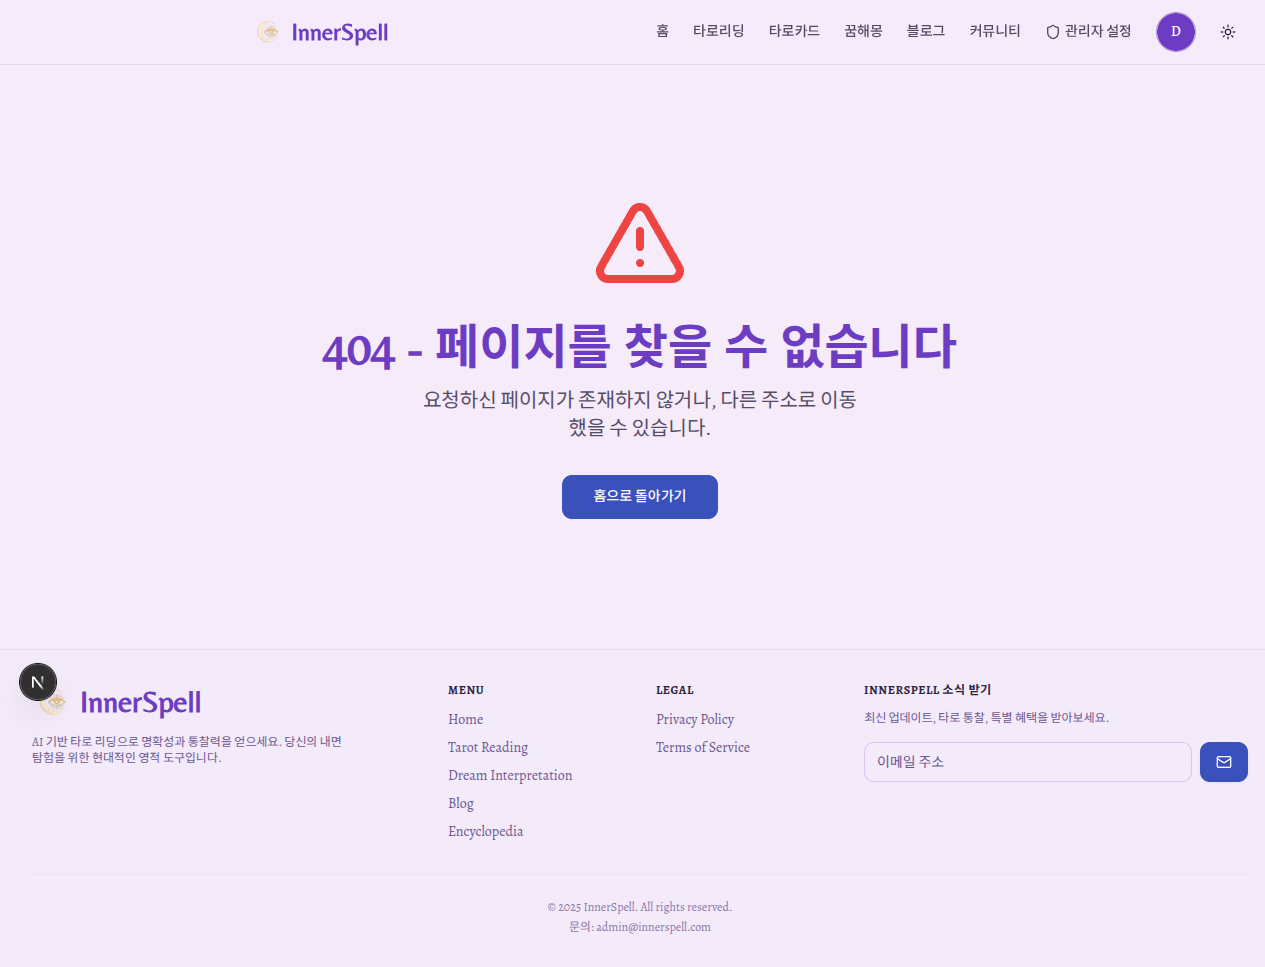 InnerSpell
홈 타로리딩 타로카드 꿈해몽 블로그 커뮤니티 관리자 설정 D
404 - 페이지를 찾을 수 없습니다
요청하신 페이지가 존재하지 않거나, 다른 주소로 이동
했을 수 있습니다.
홈으로 돌아가기
N
InnerSpell
AI 기반 타로 리딩으로 명확성과 통찰력을 얻으세요. 당신의 내면
탐험을 위한 현대적인 영적 도구입니다.
MENU
Home
Tarot Reading
Dream Interpretation
Blog
Encyclopedia
LEGAL
Privacy Policy
Terms of Service
INNERSPELL 소식 받기
최신 업데이트, 타로 통찰, 특별 혜택을 받아보세요.
이메일 주소
© 2025 InnerSpell. All rights reserved.
문의: admin@innerspell.com